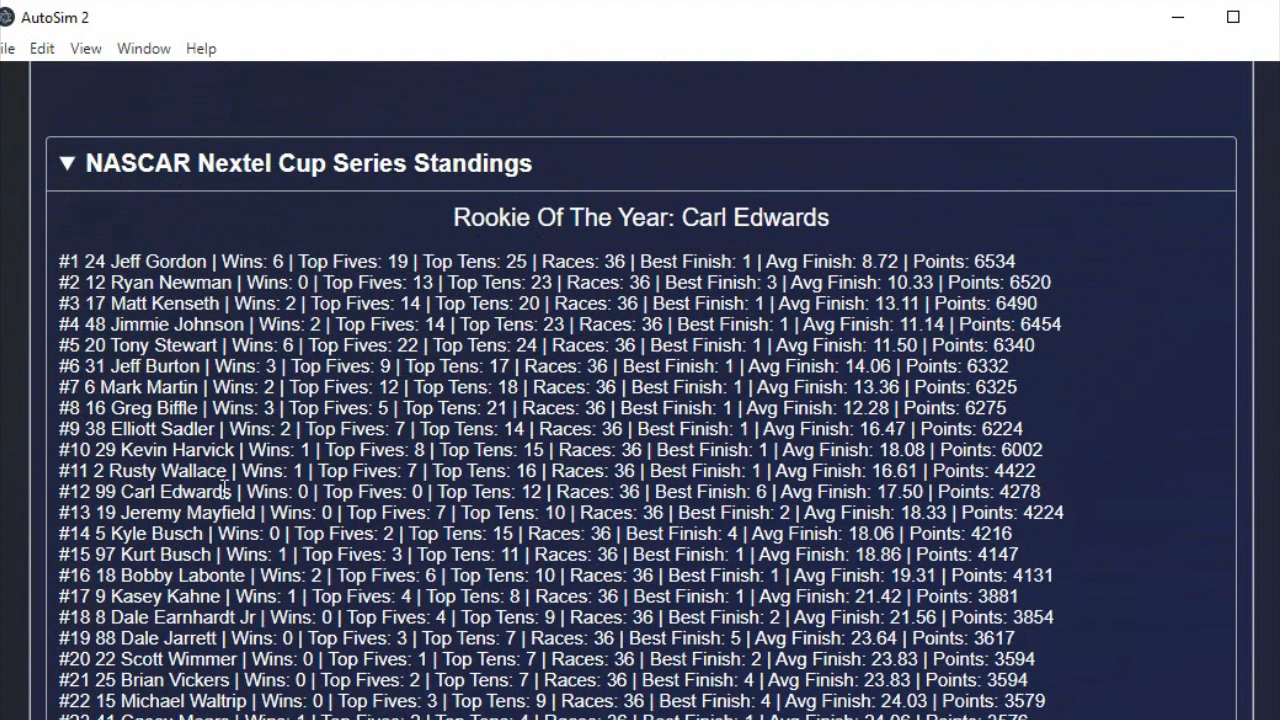 AutoSim 2
ile Edit View Window Help
▼ NASCAR Nextel Cup Series Standings
Rookie Of The Year: Carl Edwards
#1 24 Jeff Gordon | Wins: 6 | Top Fives: 19 | Top Tens: 25 | Races: 36 | Best Finish: 1 | Avg Finish: 8.72 | Points: 6534
#2 12 Ryan Newman | Wins: 0 | Top Fives: 13 | Top Tens: 23 | Races: 36 | Best Finish: 3 | Avg Finish: 10.33 | Points: 6520
#3 17 Matt Kenseth | Wins: 2 | Top Fives: 14 | Top Tens: 20 | Races: 36 | Best Finish: 1 | Avg Finish: 13.11 | Points: 6490
#4 48 Jimmie Johnson | Wins: 2 | Top Fives: 14 | Top Tens: 23 | Races: 36 | Best Finish: 1 | Avg Finish: 11.14 | Points: 6454
#5 20 Tony Stewart | Wins: 6 | Top Fives: 22 | Top Tens: 24 | Races: 36 | Best Finish: 1 | Avg Finish: 11.50 | Points: 6340
#6 31 Jeff Burton | Wins: 3 | Top Fives: 9 | Top Tens: 17 | Races: 36 | Best Finish: 1 | Avg Finish: 14.06 | Points: 6332
#7 6 Mark Martin | Wins: 2 | Top Fives: 12 | Top Tens: 18 | Races: 36 | Best Finish: 1 | Avg Finish: 13.36 | Points: 6325
#8 16 Greg Biffle | Wins: 3 | Top Fives: 5 | Top Tens: 21 | Races: 36 | Best Finish: 1 | Avg Finish: 12.28 | Points: 6275
#9 38 Elliott Sadler | Wins: 2 | Top Fives: 7 | Top Tens: 14 | Races: 36 | Best Finish: 1 | Avg Finish: 16.47 | Points: 6224
#10 29 Kevin Harvick | Wins: 1 | Top Fives: 8 | Top Tens: 15 | Races: 36 | Best Finish: 1 | Avg Finish: 18.08 | Points: 6002
#11 2 Rusty Wallace | Wins: 1 | Top Fives: 7 | Top Tens: 16 | Races: 36 | Best Finish: 1 | Avg Finish: 16.61 | Points: 4422
#12 99 Carl Edwards | Wins: 0 | Top Fives: 0 | Top Tens: 12 | Races: 36 | Best Finish: 6 | Avg Finish: 17.50 | Points: 4278
#13 19 Jeremy Mayfield | Wins: 0 | Top Fives: 7 | Top Tens: 10 | Races: 36 | Best Finish: 2 | Avg Finish: 18.33 | Points: 4224
#14 5 Kyle Busch | Wins: 0 | Top Fives: 2 | Top Tens: 15 | Races: 36 | Best Finish: 4 | Avg Finish: 18.06 | Points: 4216
#15 97 Kurt Busch | Wins: 1 | Top Fives: 3 | Top Tens: 11 | Races: 36 | Best Finish: 1 | Avg Finish: 18.86 | Points: 4147
#16 18 Bobby Labonte | Wins: 2 | Top Fives: 6 | Top Tens: 10 | Races: 36 | Best Finish: 1 | Avg Finish: 19.31 | Points: 4131
#17 9 Kasey Kahne | Wins: 1 | Top Fives: 4 | Top Tens: 8 | Races: 36 | Best Finish: 1 | Avg Finish: 21.42 | Points: 3881
#18 8 Dale Earnhardt Jr | Wins: 0 | Top Fives: 4 | Top Tens: 9 | Races: 36 | Best Finish: 2 | Avg Finish: 21.56 | Points: 3854
#19 88 Dale Jarrett | Wins: 0 | Top Fives: 3 | Top Tens: 7 | Races: 36 | Best Finish: 5 | Avg Finish: 23.64 | Points: 3617
#20 22 Scott Wimmer | Wins: 0 | Top Fives: 1 | Top Tens: 7 | Races: 36 | Best Finish: 2 | Avg Finish: 23.83 | Points: 3594
#21 25 Brian Vickers | Wins: 0 | Top Fives: 2 | Top Tens: 7 | Races: 36 | Best Finish: 4 | Avg Finish: 23.83 | Points: 3594
#22 15 Michael Waltrip | Wins: 0 | Top Fives: 3 | Top Tens: 9 | Races: 36 | Best Finish: 4 | Avg Finish: 24.03 | Points: 3579